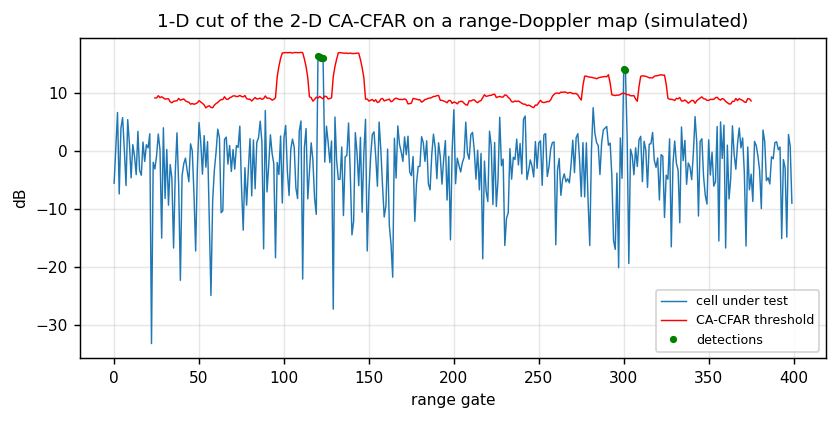 1-D cut of the 2-D CA-CFAR on a range-Doppler map (simulated)
dB
10
0
−10
−20
−30
cell under test
CA-CFAR threshold
detections
0 50 100 150 200 250 300 350 400
range gate